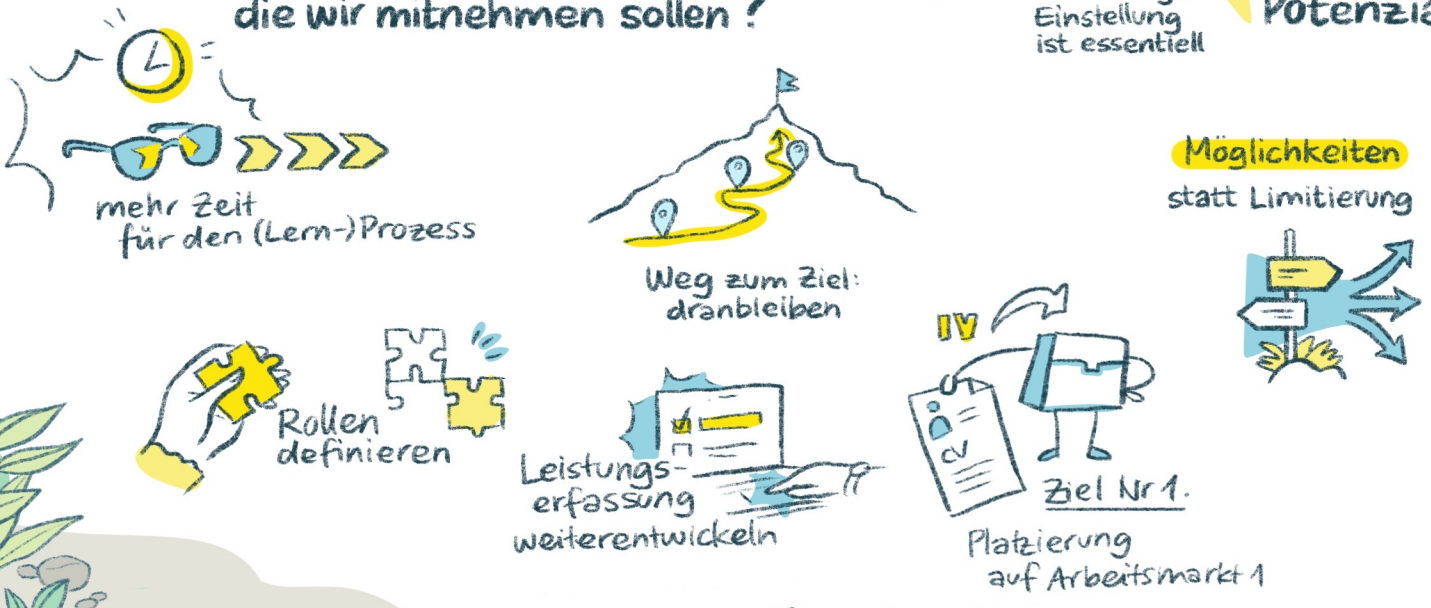 die wir mitnehmen sollen ?
Einstellung
ist essentiell
mehr Zeit
für den (Lern-)Prozess
Weg zum Ziel:
dranbleiben
Möglichkeiten
statt Limitierung
Rollen
definieren
Leistungs-
erfassung
weiterentwickeln
IV
CV
Ziel Nr 1.
Platzierung
auf Arbeitsmarkt 1